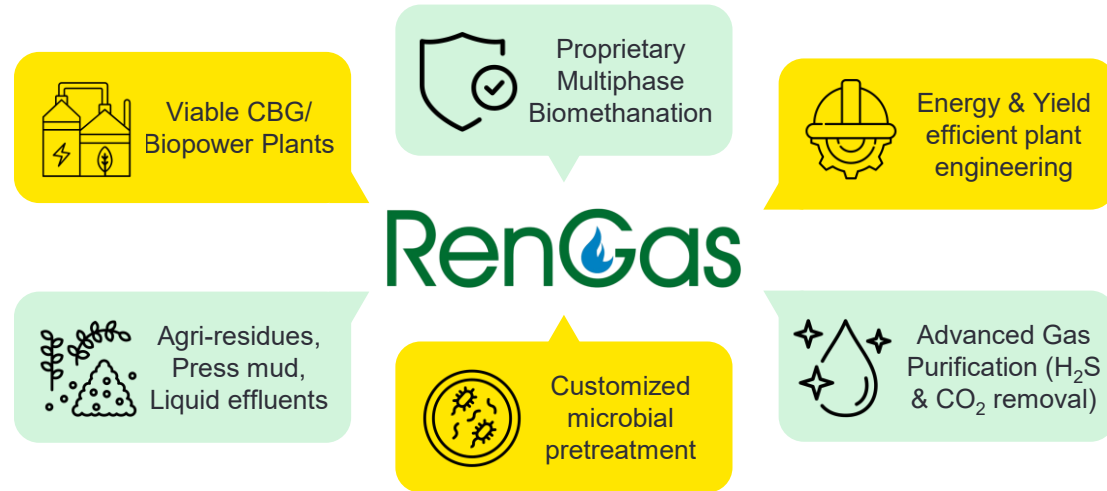 Viable CBG/
Biopower Plants
Proprietary
Multiphase
Biomethanation
Energy & Yield
efficient plant
engineering
RenGas
Agri-residues,
Press mud,
Liquid effluents
Customized
microbial
pretreatment
Advanced Gas
Purification (H₂S
& CO₂ removal)